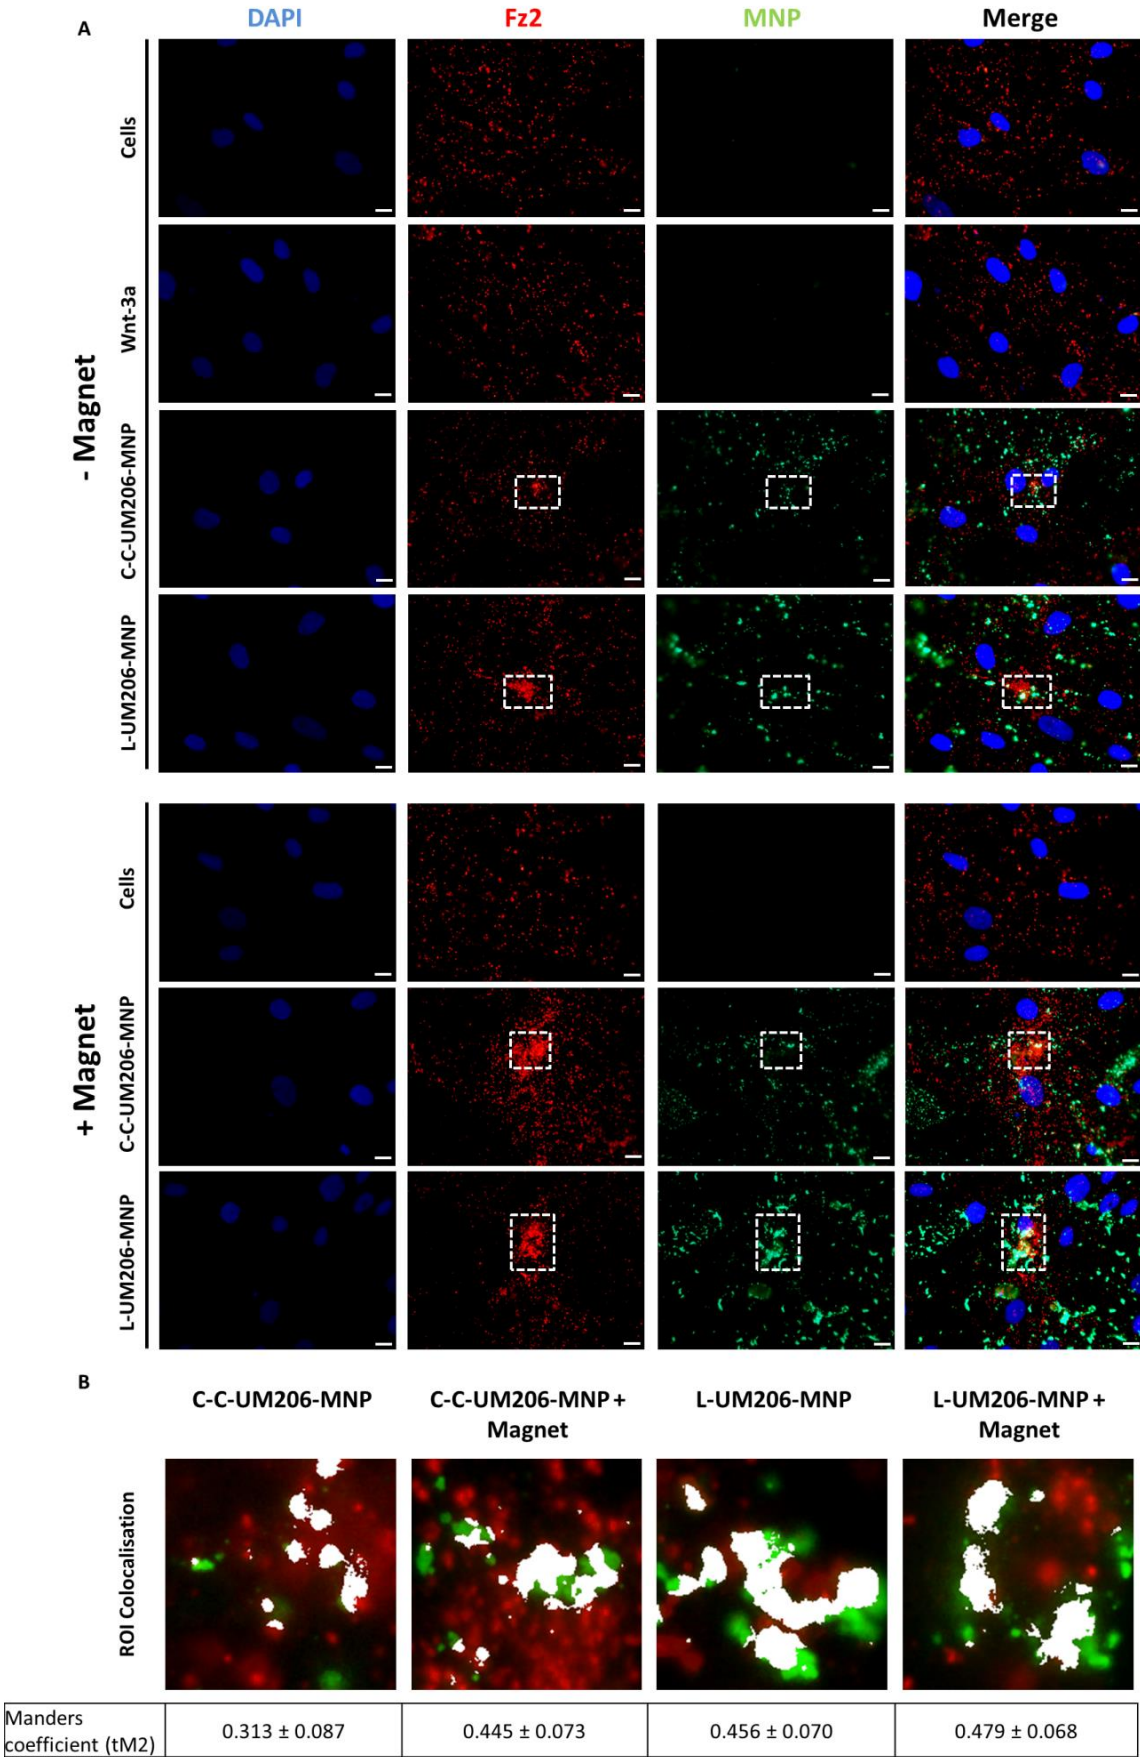 A
DAPI
Fz2
MNP
Merge
- Magnet
Cells
Wnt-3a
C-C-UM206-MNP
L-UM206-MNP
+ Magnet
Cells
C-C-UM206-MNP
L-UM206-MNP
B
C-C-UM206-MNP
C-C-UM206-MNP +
Magnet
L-UM206-MNP
L-UM206-MNP +
Magnet
ROI Colocalisation
Manders
coefficient (tM2)
0.313 ± 0.087
0.445 ± 0.073
0.456 ± 0.070
0.479 ± 0.068